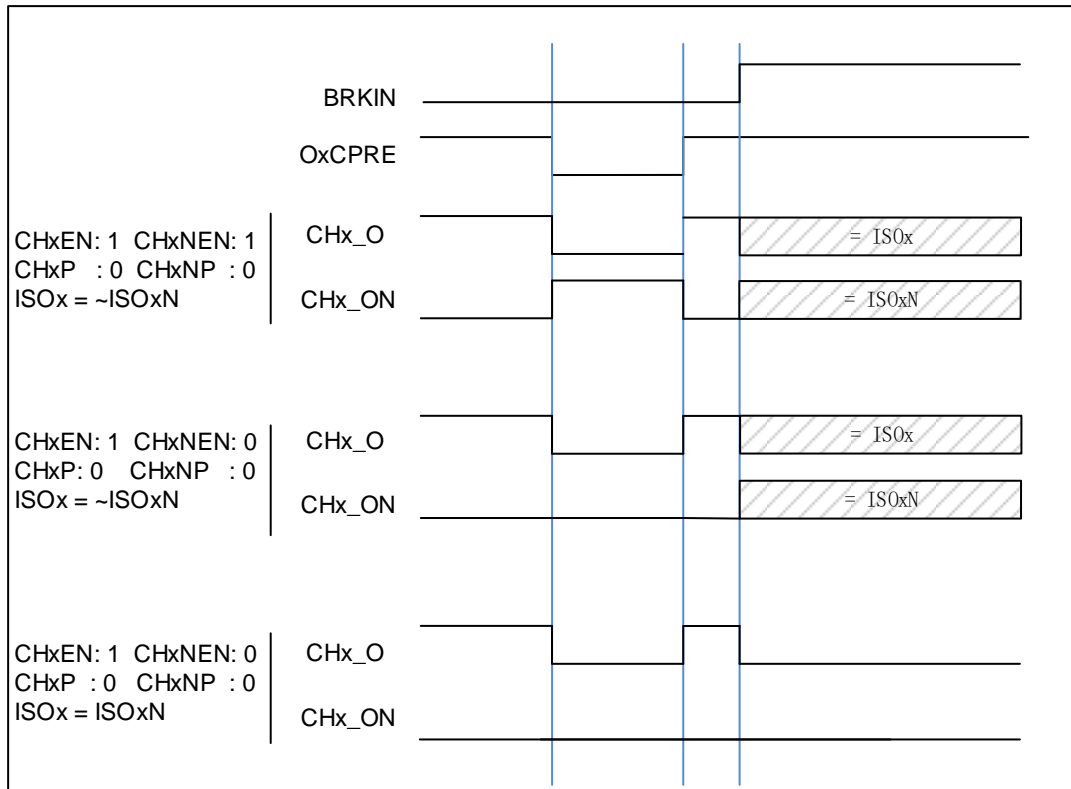 BRKIN
OxCPRE
CHxEN: 1 CHxNEN: 1
CHxP : 0 CHxNP : 0
ISOx = ~ISOxN
CHx_O
= ISOx
CHx_ON
= ISOxN
CHxEN: 1 CHxNEN: 0
CHxP: 0 CHxNP : 0
ISOx = ~ISOxN
CHx_O
= ISOx
CHx_ON
= ISOxN
CHxEN: 1 CHxNEN: 0
CHxP : 0 CHxNP : 0
ISOx = ISOxN
CHx_O
CHx_ON